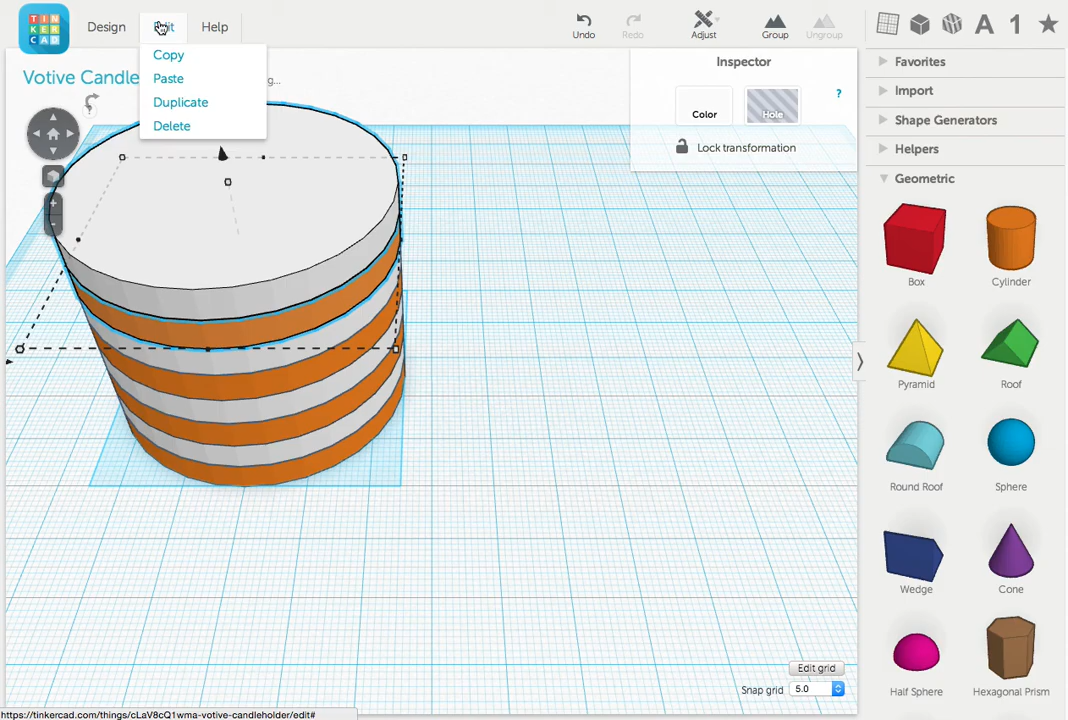 TIN
KER
CAD
Design
Edit
Help
Undo
Redo
Adjust
Group
Ungroup
Copy
Paste
Duplicate
Delete
Votive Candle
g...
Inspector
Color
Hole
?
Lock transformation
Favorites
Import
Shape Generators
Helpers
Geometric
Box
Cylinder
Pyramid
Roof
Round Roof
Sphere
Wedge
Cone
Half Sphere
Hexagonal Prism
Edit grid
Snap grid 5.0
https://tinkercad.com/things/cLaV8cQ1wma-votive-candleholder/edit#